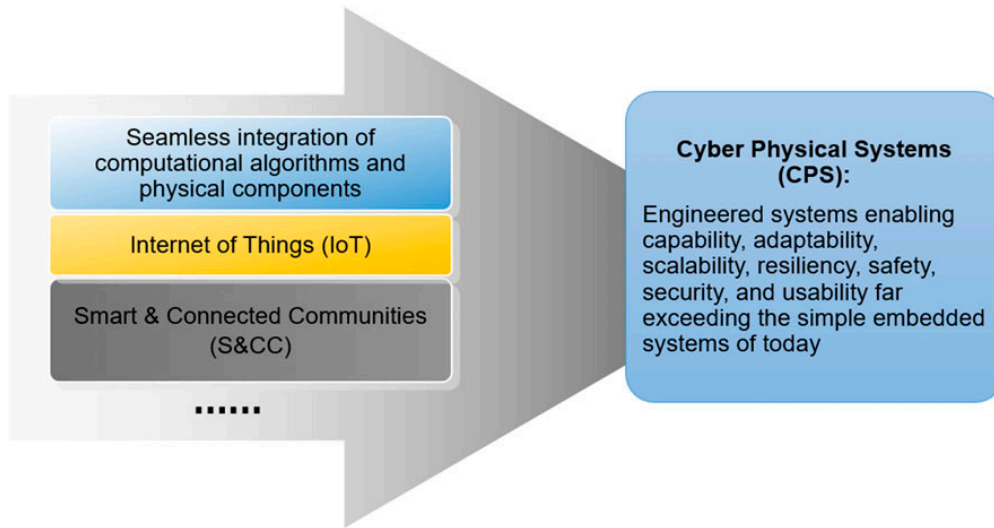 Seamless integration of
computational algorithms and
physical components
Internet of Things (IoT)
Smart & Connected Communities
(S&CC)
......
Cyber Physical Systems
(CPS):
Engineered systems enabling
capability, adaptability,
scalability, resiliency, safety,
security, and usability far
exceeding the simple embedded
systems of today